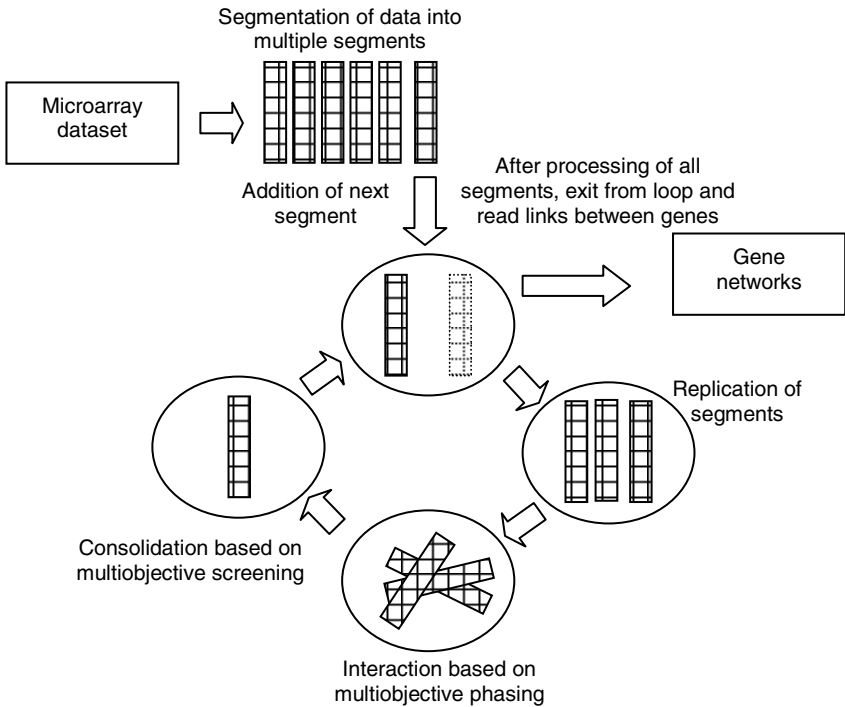 Segmentation of data into
multiple segments
Microarray
dataset
Addition of next
segment
After processing of all
segments, exit from loop and
read links between genes
Gene
networks
Replication of
segments
Consolidation based on
multiobjective screening
Interaction based on
multiobjective phasing